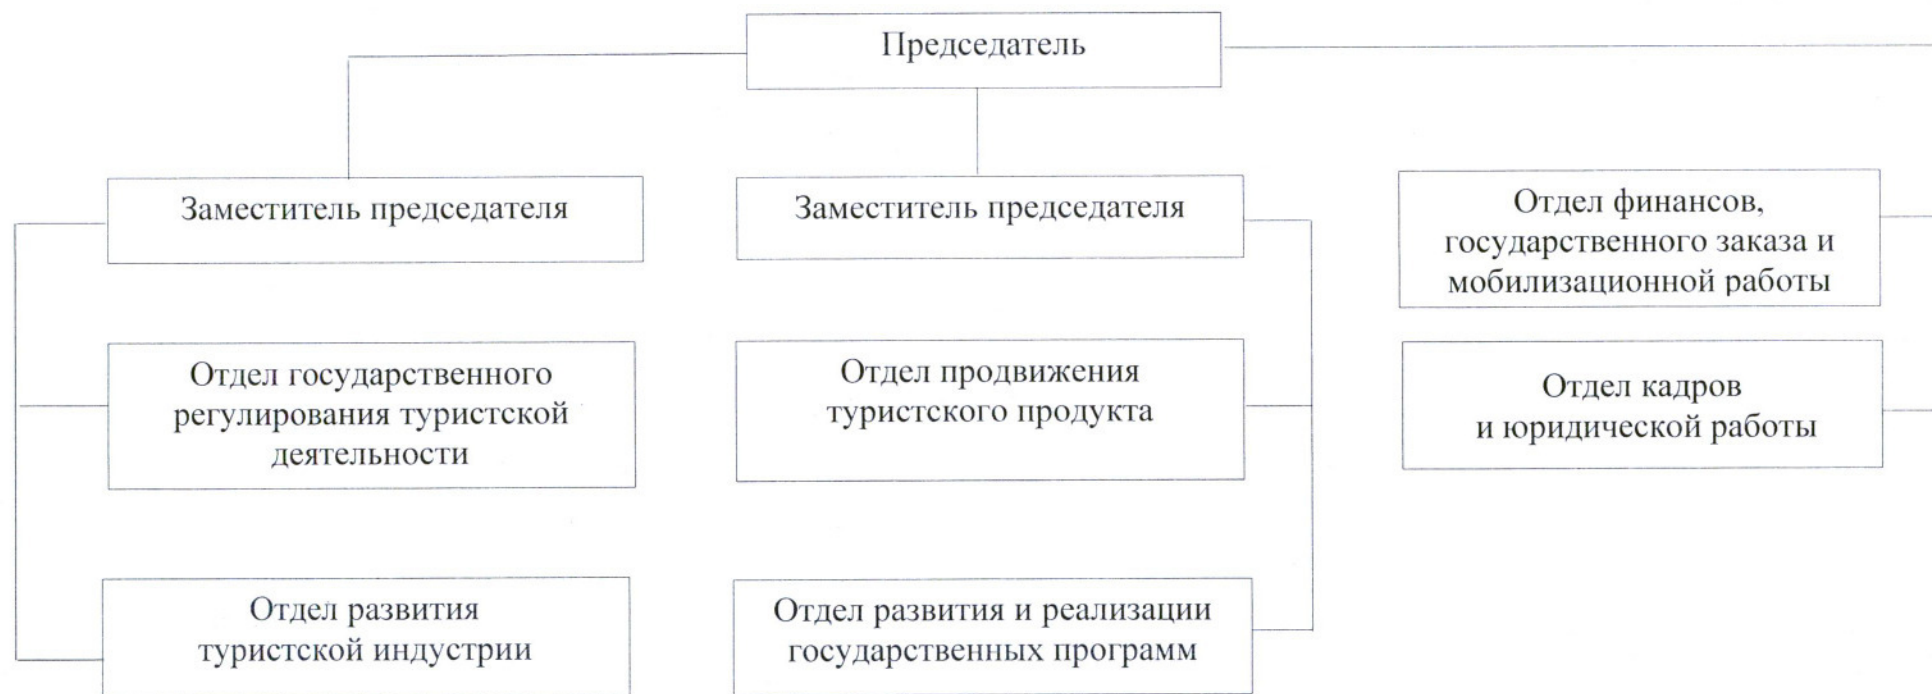 Председатель
Заместитель председателя
Заместитель председателя
Отдел финансов,
государственного заказа и
мобилизационной работы
Отдел государственного
регулирования туристской
деятельности
Отдел продвижения
туристского продукта
Отдел кадров
и юридической работы
Отдел развития
туристской индустрии
Отдел развития и реализации
государственных программ